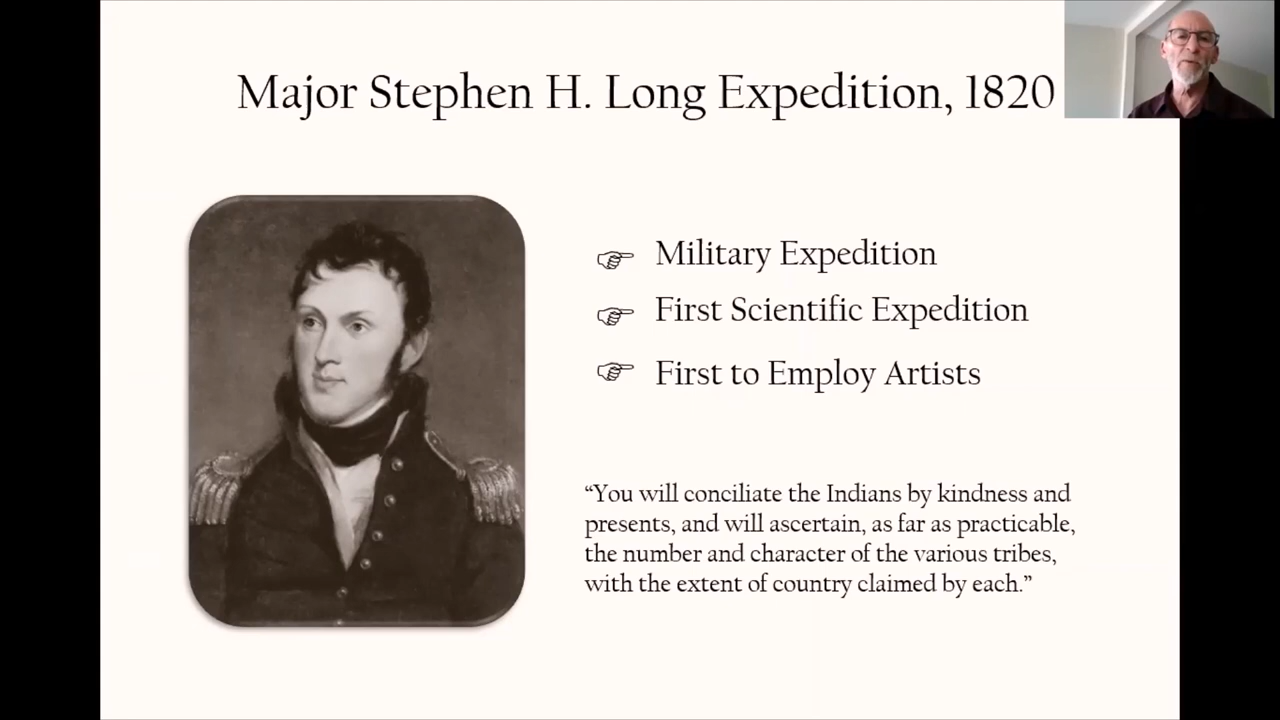 Major Stephen H. Long Expedition, 1820
Military Expedition
First Scientific Expedition
First to Employ Artists
“You will conciliate the Indians by kindness and
presents, and will ascertain, as far as practicable,
the number and character of the various tribes,
with the extent of country claimed by each.”